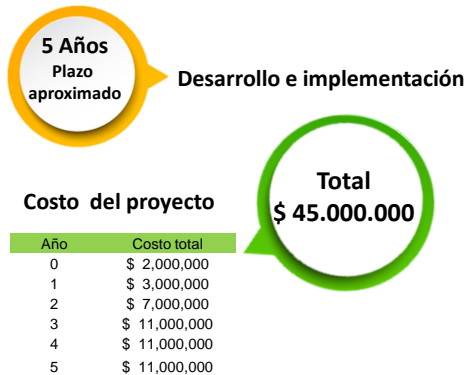 5 Años
Plazo
aproximado
Desarrollo e implementación
Total
$ 45.000.000
Costo del proyecto
Año Costo total
0 $ 2,000,000
1 $ 3,000,000
2 $ 7,000,000
3 $ 11,000,000
4 $ 11,000,000
5 $ 11,000,000